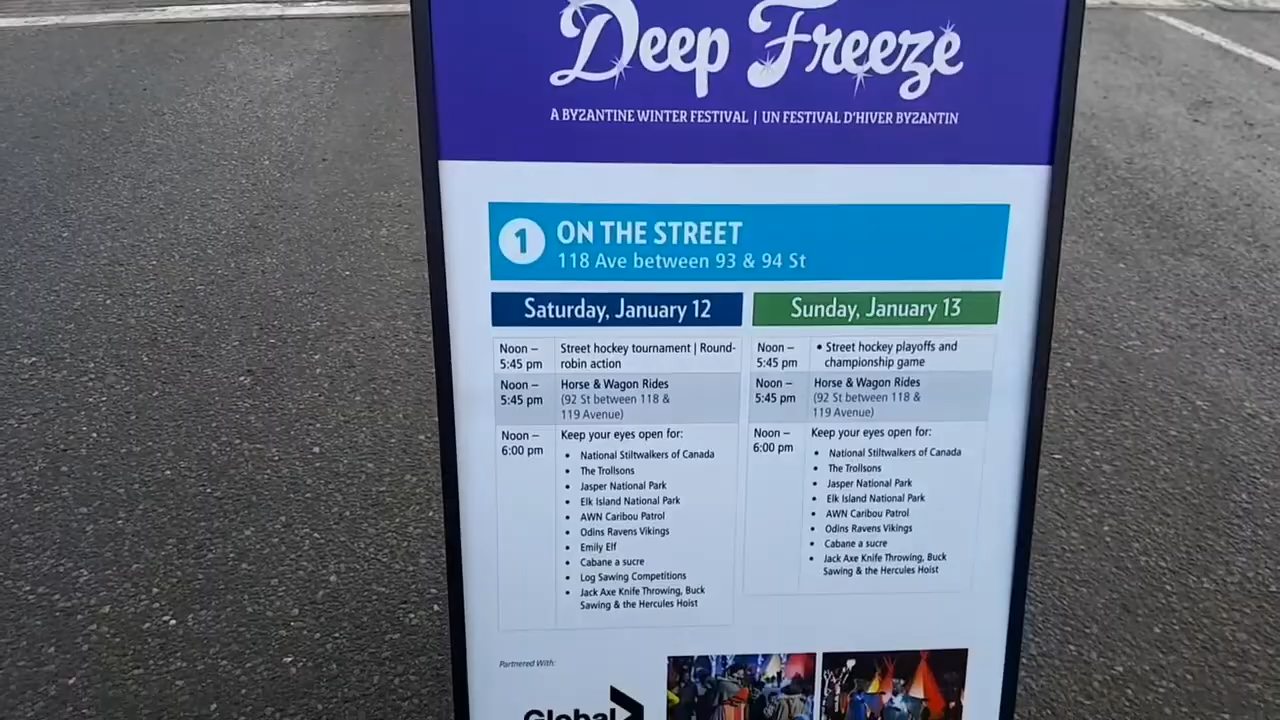 Deep Freeze
A BYZANTINE WINTER FESTIVAL | UN FESTIVAL D'HIVER BYZANTIN
1 ON THE STREET
118 Ave between 93 & 94 St
Saturday, January 12
Noon –
5:45 pm
Street hockey tournament | Round-
robin action
Noon –
5:45 pm
Horse & Wagon Rides
(92 St between 118 &
119 Avenue)
Noon –
6:00 pm
Keep your eyes open for:
• National Stiltwalkers of Canada
• The Trollsons
• Jasper National Park
• Elk Island National Park
• AWN Caribou Patrol
• Odins Ravens Vikings
• Emily Elf
• Cabane a sucre
• Log Sawing Competitions
• Jack Axe Knife Throwing, Buck
Sawing & the Hercules Hoist
Sunday, January 13
Noon –
5:45 pm
• Street hockey playoffs and
championship game
Noon –
5:45 pm
Horse & Wagon Rides
(92 St between 118 &
119 Avenue)
Noon –
6:00 pm
Keep your eyes open for:
• National Stiltwalkers of Canada
• The Trollsons
• Jasper National Park
• Elk Island National Park
• AWN Caribou Patrol
• Odins Ravens Vikings
• Cabane a sucre
• Jack Axe Knife Throwing, Buck
Sawing & the Hercules Hoist
Partnered With:
Global